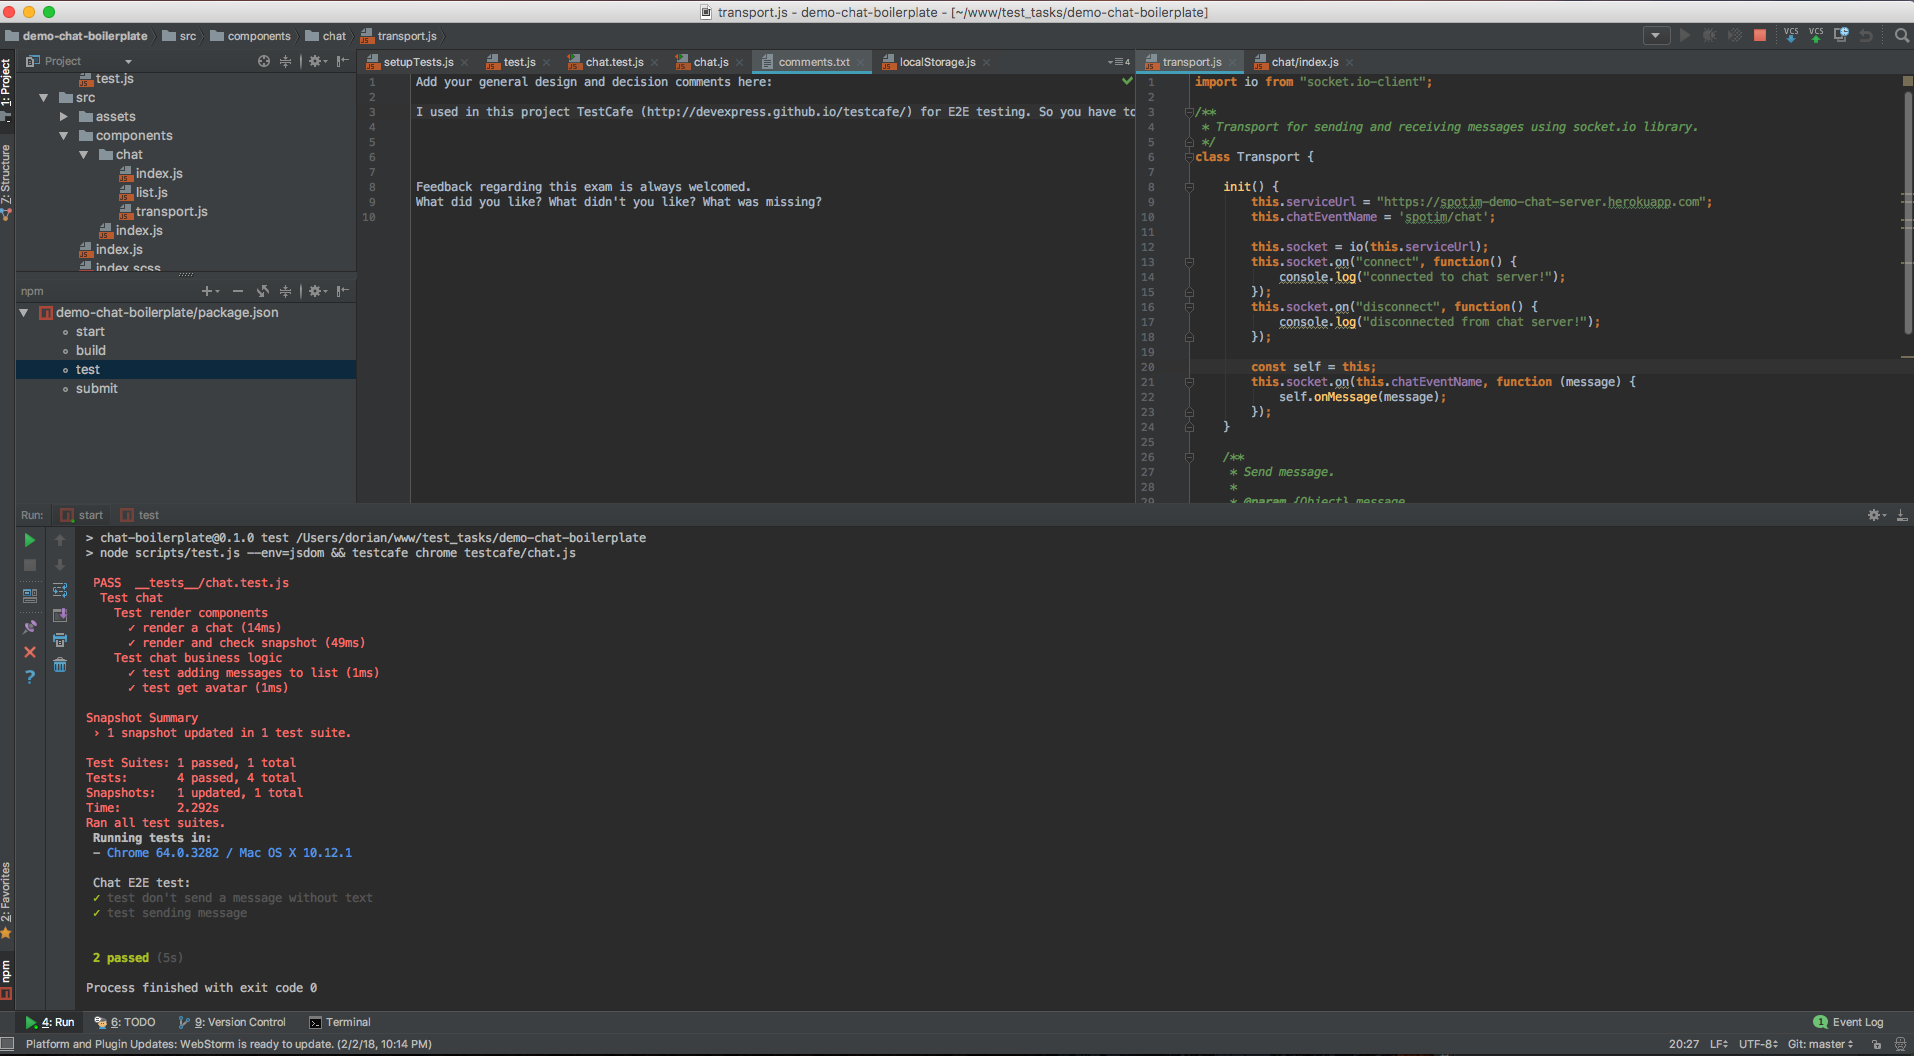 transport.js - demo-chat-boilerplate - [~/www/test_tasks/demo-chat-boilerplate]
demo-chat-boilerplate src components chat transport.js
VCS VCS
1: Project
Z: Structure
2: Favorites
npm
Project
test.js
src
assets
components
chat
index.js
list.js
transport.js
index.js
index.js
index.scss
npm
demo-chat-boilerplate/package.json
start
build
test
submit
setupTests.js test.js chat.test.js chat.js comments.txt localStorage.js 4
1 Add your general design and decision comments here:
2
3 I used in this project TestCafe (http://devexpress.github.io/testcafe/) for E2E testing. So you have to
4
5
6
7
8 Feedback regarding this exam is always welcomed.
9 What did you like? What didn't you like? What was missing?
10
transport.js chat/index.js
1 import io from "socket.io-client";
2
3 /**
4 * Transport for sending and receiving messages using socket.io library.
5 */
6 class Transport {
7
8 init() {
9 this.serviceUrl = "https://spotim-demo-chat-server.herokuapp.com";
10 this.chatEventName = 'spotim/chat';
11
12 this.socket = io(this.serviceUrl);
13 this.socket.on("connect", function() {
14 console.log("connected to chat server!");
15 });
16 this.socket.on("disconnect", function() {
17 console.log("disconnected from chat server!");
18 });
19
20 const self = this;
21 this.socket.on(this.chatEventName, function (message) {
22 self.onMessage(message);
23 });
24 }
25
26 /**
27 * Send message.
28 *
29 * @param {Object} message
Run: start test
> chat-boilerplate@0.1.0 test /Users/dorian/www/test_tasks/demo-chat-boilerplate
> node scripts/test.js --env=jsdom && testcafe chrome testcafe/chat.js
PASS __tests__/chat.test.js
Test chat
Test render components
✓ render a chat (14ms)
✓ render and check snapshot (49ms)
Test chat business logic
✓ test adding messages to list (1ms)
✓ test get avatar (1ms)
Snapshot Summary
› 1 snapshot updated in 1 test suite.
Test Suites: 1 passed, 1 total
Tests: 4 passed, 4 total
Snapshots: 1 updated, 1 total
Time: 2.292s
Ran all test suites.
Running tests in:
- Chrome 64.0.3282 / Mac OS X 10.12.1
Chat E2E test:
✓ test don't send a message without text
✓ test sending message
2 passed (5s)
Process finished with exit code 0
4: Run 6: TODO 9: Version Control Terminal 1 Event Log
Platform and Plugin Updates: WebStorm is ready to update. (2/2/18, 10:14 PM) 20:27 LF UTF-8 Git: master